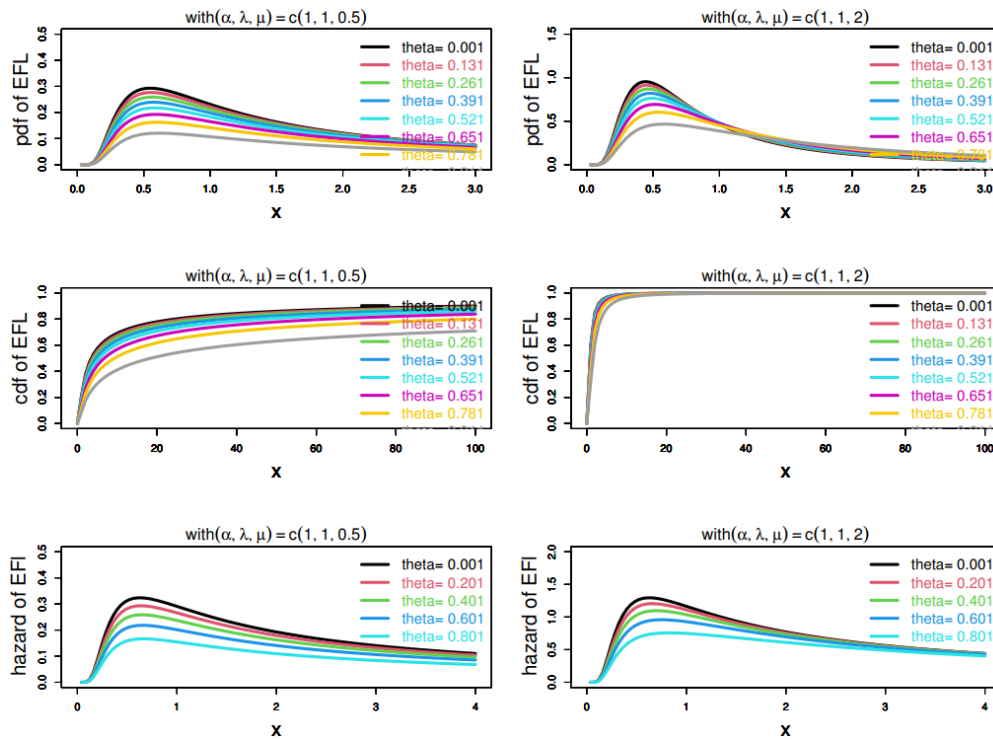 with(α, λ, μ) = c(1, 1, 0.5)
pdf of EFL
0.0 0.1 0.2 0.3 0.4 0.5
theta= 0.001
theta= 0.131
theta= 0.261
theta= 0.391
theta= 0.521
theta= 0.651
theta= 0.781
0.0 0.5 1.0 1.5 2.0 2.5 3.0
x
with(α, λ, μ) = c(1, 1, 2)
pdf of EFL
0.0 0.5 1.0 1.5
theta= 0.001
theta= 0.131
theta= 0.261
theta= 0.391
theta= 0.521
theta= 0.651
theta= 0.781
0.0 0.5 1.0 1.5 2.0 2.5 3.0
x
with(α, λ, μ) = c(1, 1, 0.5)
cdf of EFL
0.0 0.2 0.4 0.6 0.8 1.0
theta= 0.001
theta= 0.131
theta= 0.261
theta= 0.391
theta= 0.521
theta= 0.651
theta= 0.781
0 20 40 60 80 100
x
with(α, λ, μ) = c(1, 1, 2)
cdf of EFL
0.0 0.2 0.4 0.6 0.8 1.0
theta= 0.001
theta= 0.131
theta= 0.261
theta= 0.391
theta= 0.521
theta= 0.651
theta= 0.781
0 20 40 60 80 100
x
with(α, λ, μ) = c(1, 1, 0.5)
hazard of EFl
0.0 0.1 0.2 0.3 0.4 0.5
theta= 0.001
theta= 0.201
theta= 0.401
theta= 0.601
theta= 0.801
0 1 2 3 4
x
with(α, λ, μ) = c(1, 1, 2)
hazard of EFl
0.0 0.5 1.0 1.5 2.0
theta= 0.001
theta= 0.201
theta= 0.401
theta= 0.601
theta= 0.801
0 1 2 3 4
x